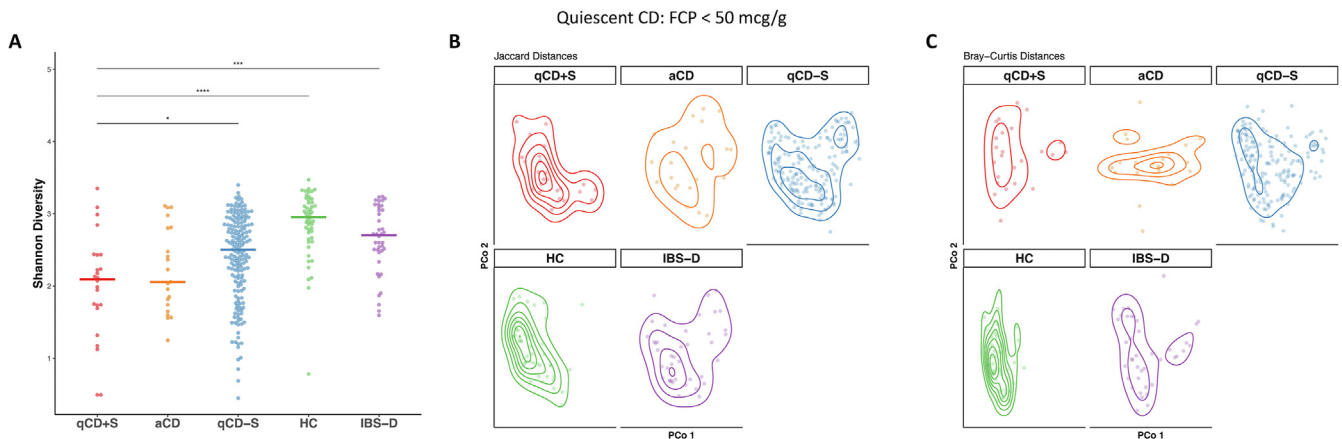 Quiescent CD: FCP < 50 mcg/g
A
Shannon Diversity
5
4
3
2
1
***
****
*
qCD+S aCD qCD−S HC IBS−D
B
Jaccard Distances
qCD+S aCD qCD−S
HC IBS−D
PCo 2
PCo 1
C
Bray−Curtis Distances
qCD+S aCD qCD−S
HC IBS−D
PCo 2
PCo 1